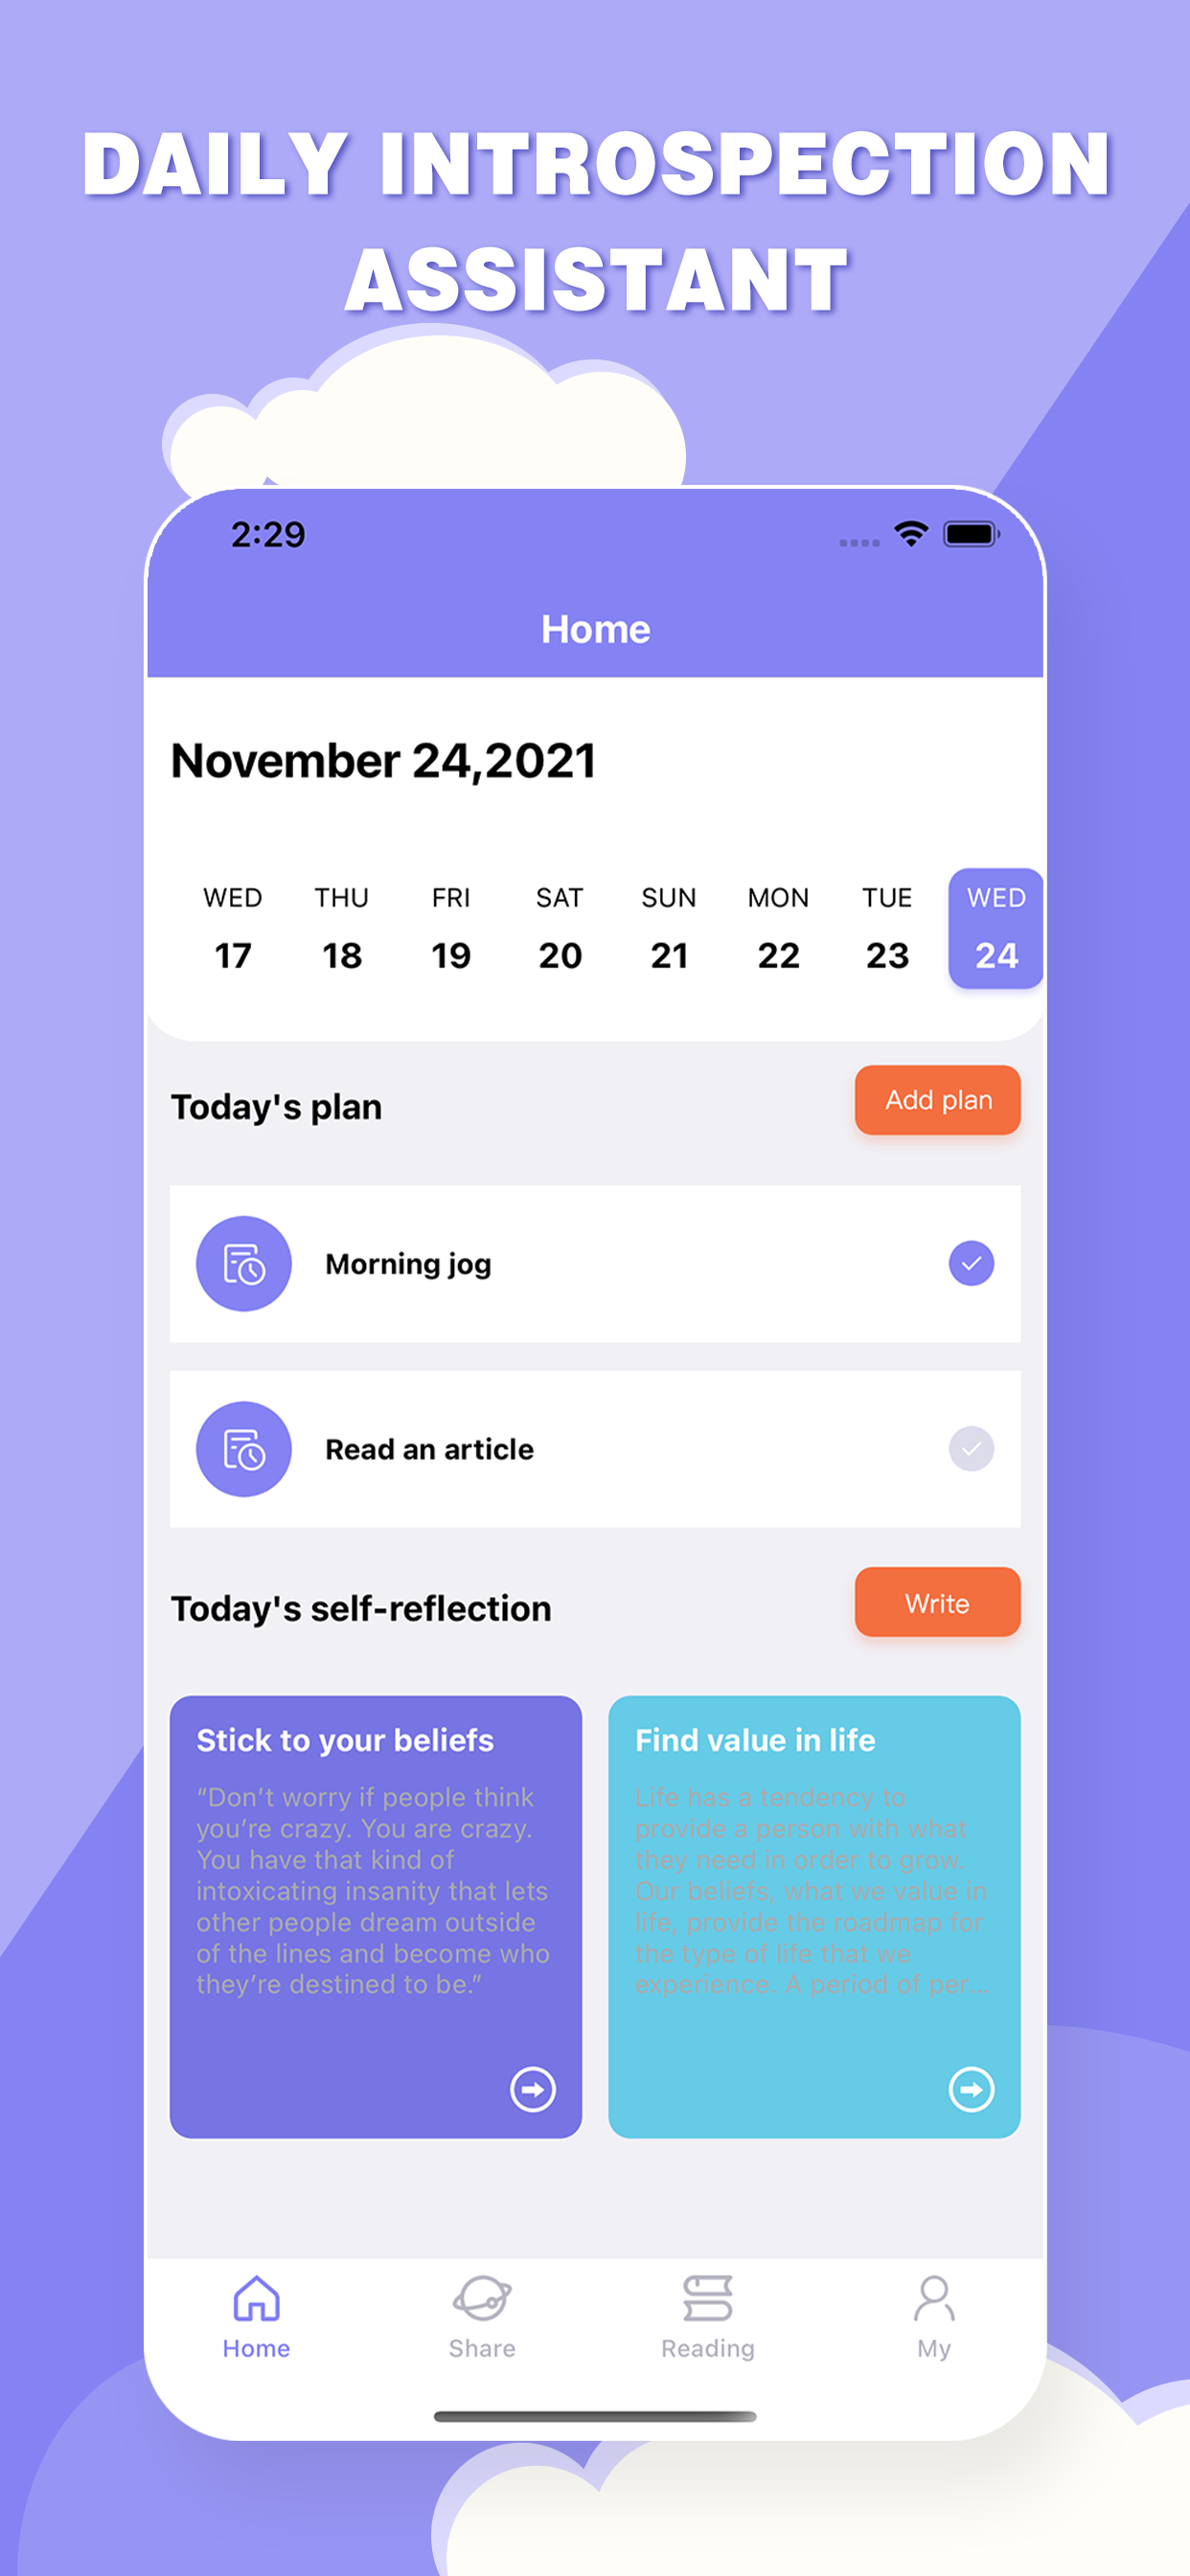 DAILY INTROSPECTION
ASSISTANT
2:29
Home
November 24,2021
WED THU FRI SAT SUN MON TUE WED
17 18 19 20 21 22 23 24
Today's plan
Add plan
Morning jog
Read an article
Today's self-reflection
Write
Stick to your beliefs
“Don’t worry if people think
you’re crazy. You are crazy.
You have that kind of
intoxicating insanity that lets
other people dream outside
of the lines and become who
they’re destined to be.”
Find value in life
Life has a tendency to
provide a person with what
they need in order to grow.
Our beliefs, what we value in
life, provide the roadmap for
the type of life that we
experience. A period of per...
Home
Share
Reading
My